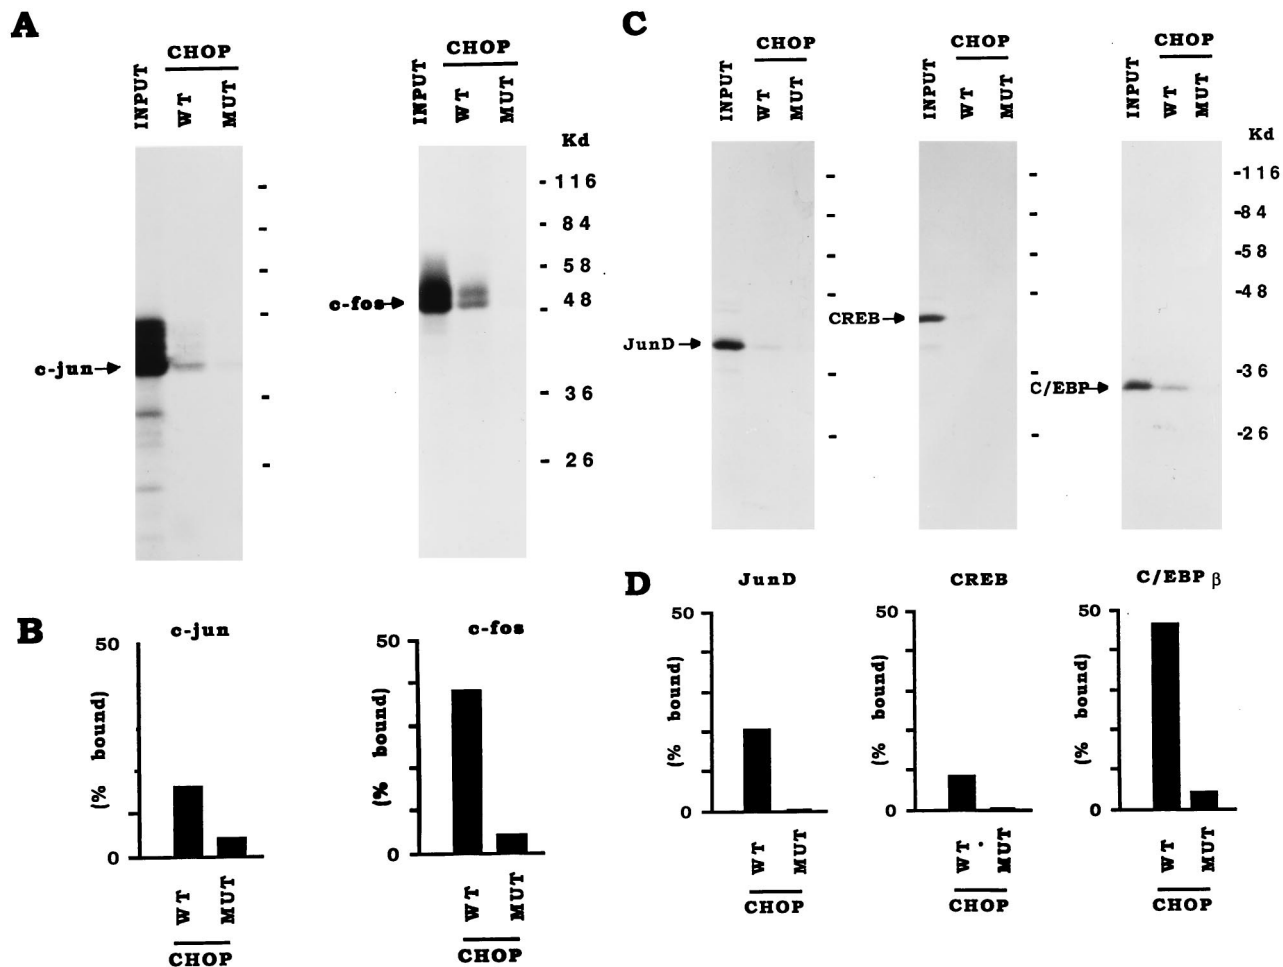 A
CHOP
INPUT
WT
MUT
CHOP
INPUT
WT
MUT
Kd
- 116
- 84
- 58
- 48
- 36
- 26
c-jun
c-fos
C
CHOP
INPUT
WT
MUT
CHOP
INPUT
WT
MUT
CHOP
INPUT
WT
MUT
Kd
-116
-84
-58
-48
-36
-26
JunD
CREB
C/EBP
B
c-jun
50
(% bound)
0
WT
MUT
CHOP
c-fos
50
(% bound)
0
WT
MUT
CHOP
D
JunD
50
(% bound)
0
WT
MUT
CHOP
CREB
50
(% bound)
0
WT
MUT
CHOP
C/EBP β
50
(% bound)
0
WT
MUT
CHOP